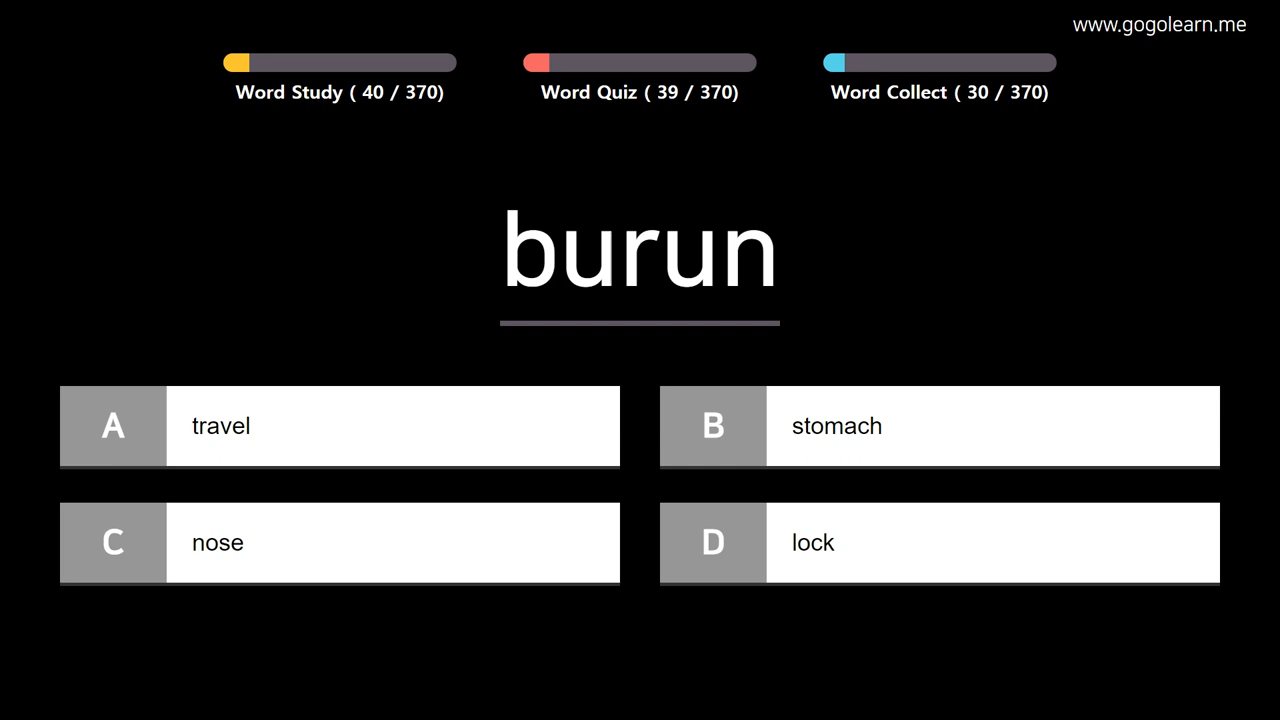 www.gogolearn.me
Word Study ( 40 / 370)
Word Quiz ( 39 / 370)
Word Collect ( 30 / 370)
burun
A travel
B stomach
C nose
D lock